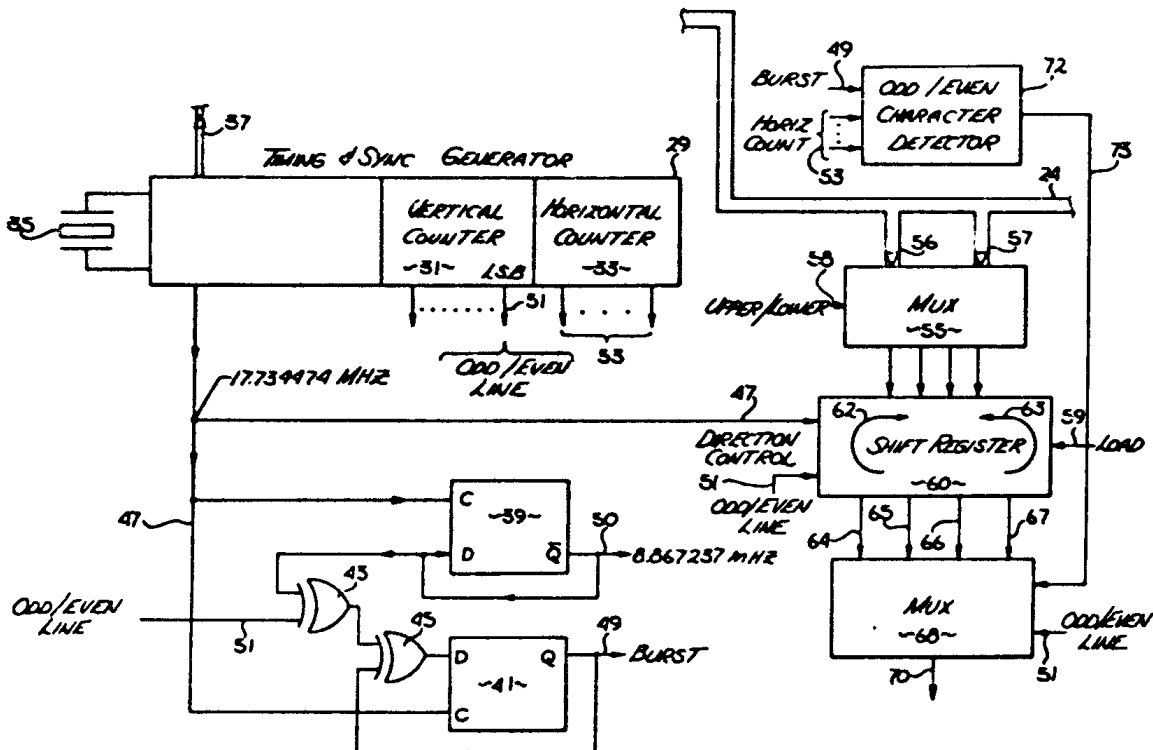 49
BURST
HORIZ
COUNT
53
ODD/EVEN
CHARACTER
DETECTOR
72
73
37
TIMING & SYNC GENERATOR
29
35
VERTICAL
COUNTER
~31~
LSB
HORIZONTAL
COUNTER
~33~
51
53
ODD/EVEN
LINE
24
56
57
58
UPPER/LOWER
MUX
~55~
17.734474 MHZ
47
DIRECTION
CONTROL
51
ODD/EVEN
LINE
62
63
SHIFT REGISTER
~60~
59
LOAD
64
65
66
67
47
C
~39~
D
Q̅
50
8.867237 MHZ
43
ODD/EVEN
LINE
51
45
D
Q
~41~
C
49
BURST
MUX
~68~
ODD/EVEN
LINE
51
70